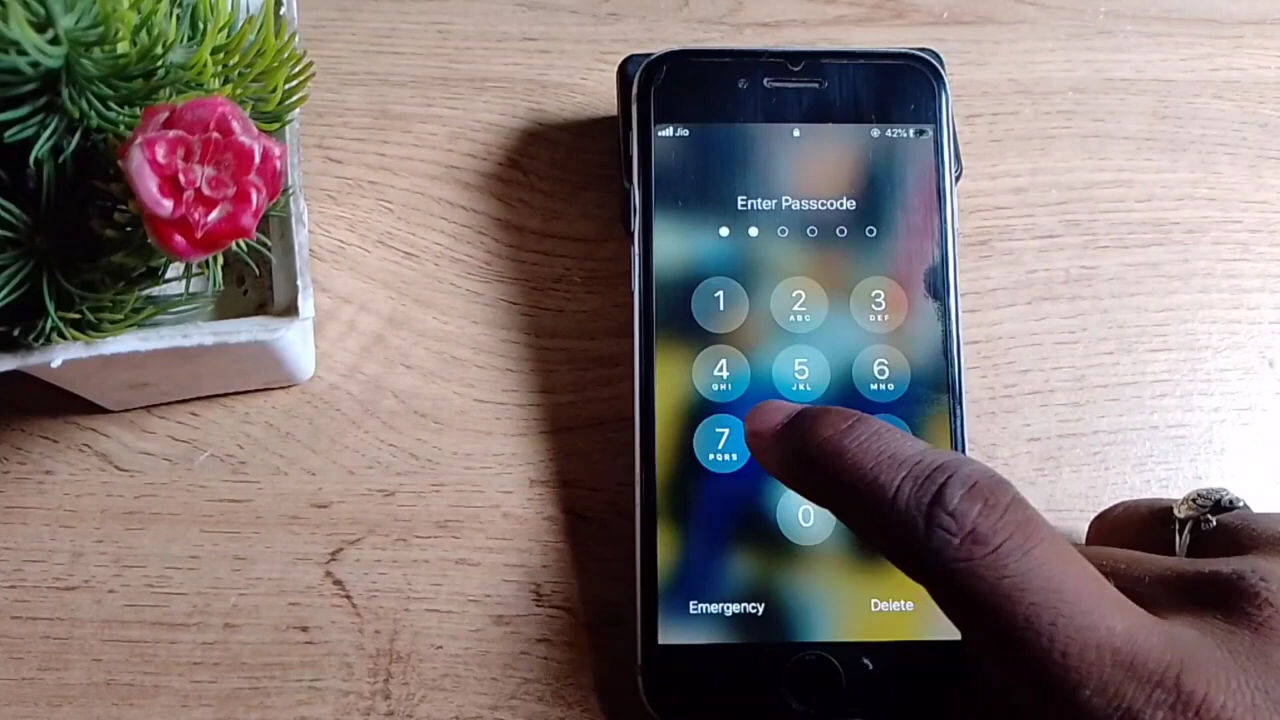 Jio 42%
Enter Passcode
1 2 3
ABC DEF
4 5 6
GHI JKL MNO
7
PQRS
0
Emergency Delete